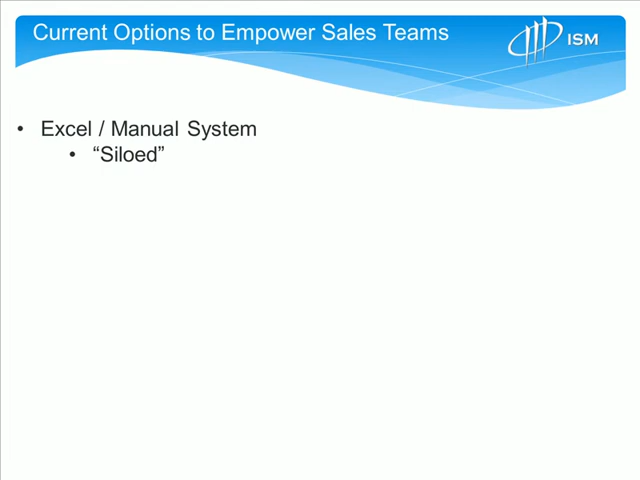 Current Options to Empower Sales Teams
ISM
• Excel / Manual System
• “Siloed”